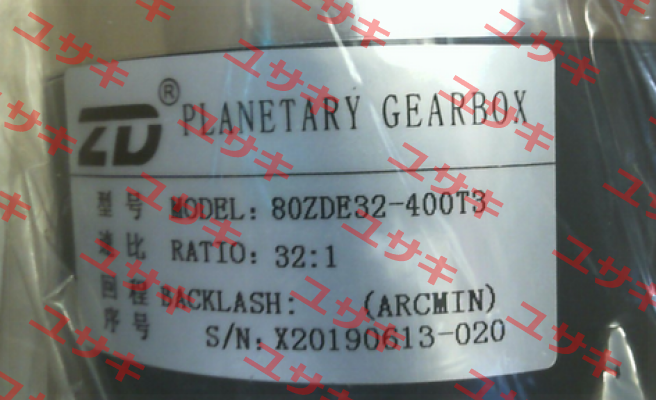 ZD® PLANETARY GEARBOX
型号 MODEL: 80ZDE32-400T3
速比 RATIO: 32:1
回程 BACKLASH: (ARCMIN)
序号 S/N: X20190613-020
ユサキ